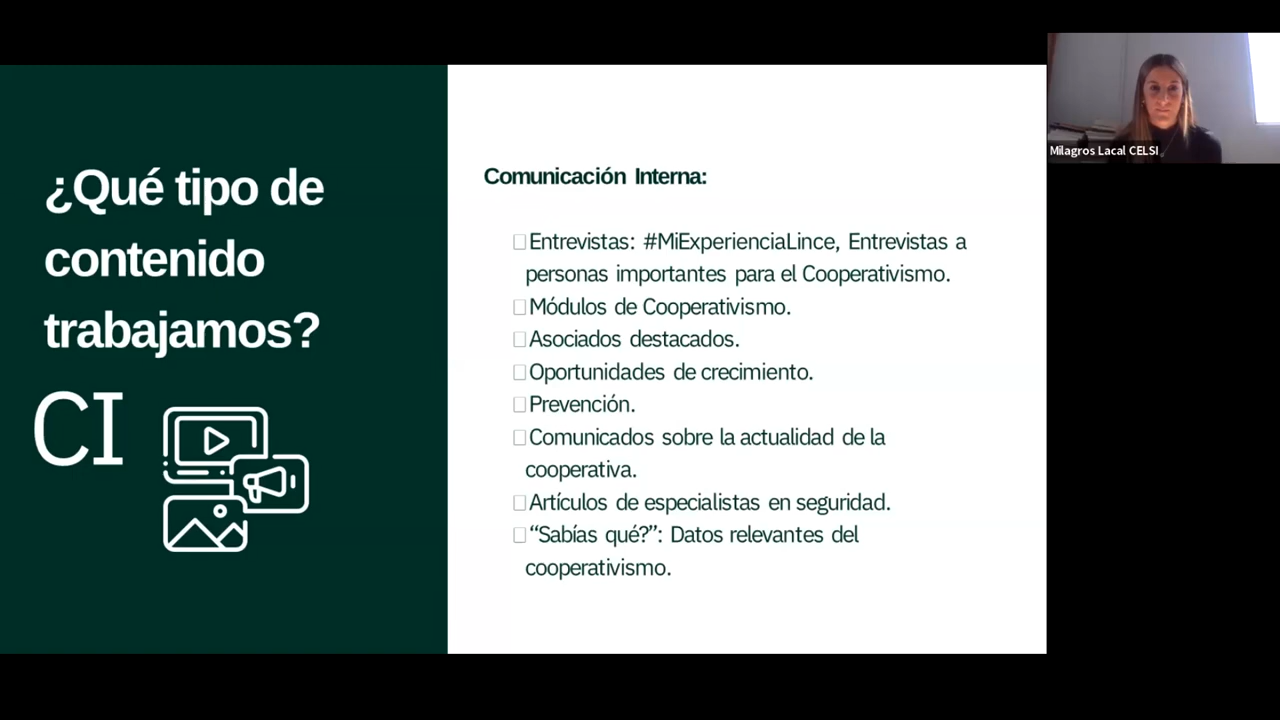 ¿Qué tipo de
contenido
trabajamos?
CI
Comunicación Interna:
Entrevistas: #MiExperienciaLince, Entrevistas a
personas importantes para el Cooperativismo.
Módulos de Cooperativismo.
Asociados destacados.
Oportunidades de crecimiento.
Prevención.
Comunicados sobre la actualidad de la
cooperativa.
Artículos de especialistas en seguridad.
“Sabías qué?”: Datos relevantes del
cooperativismo.
Milagros Lacal CELSI